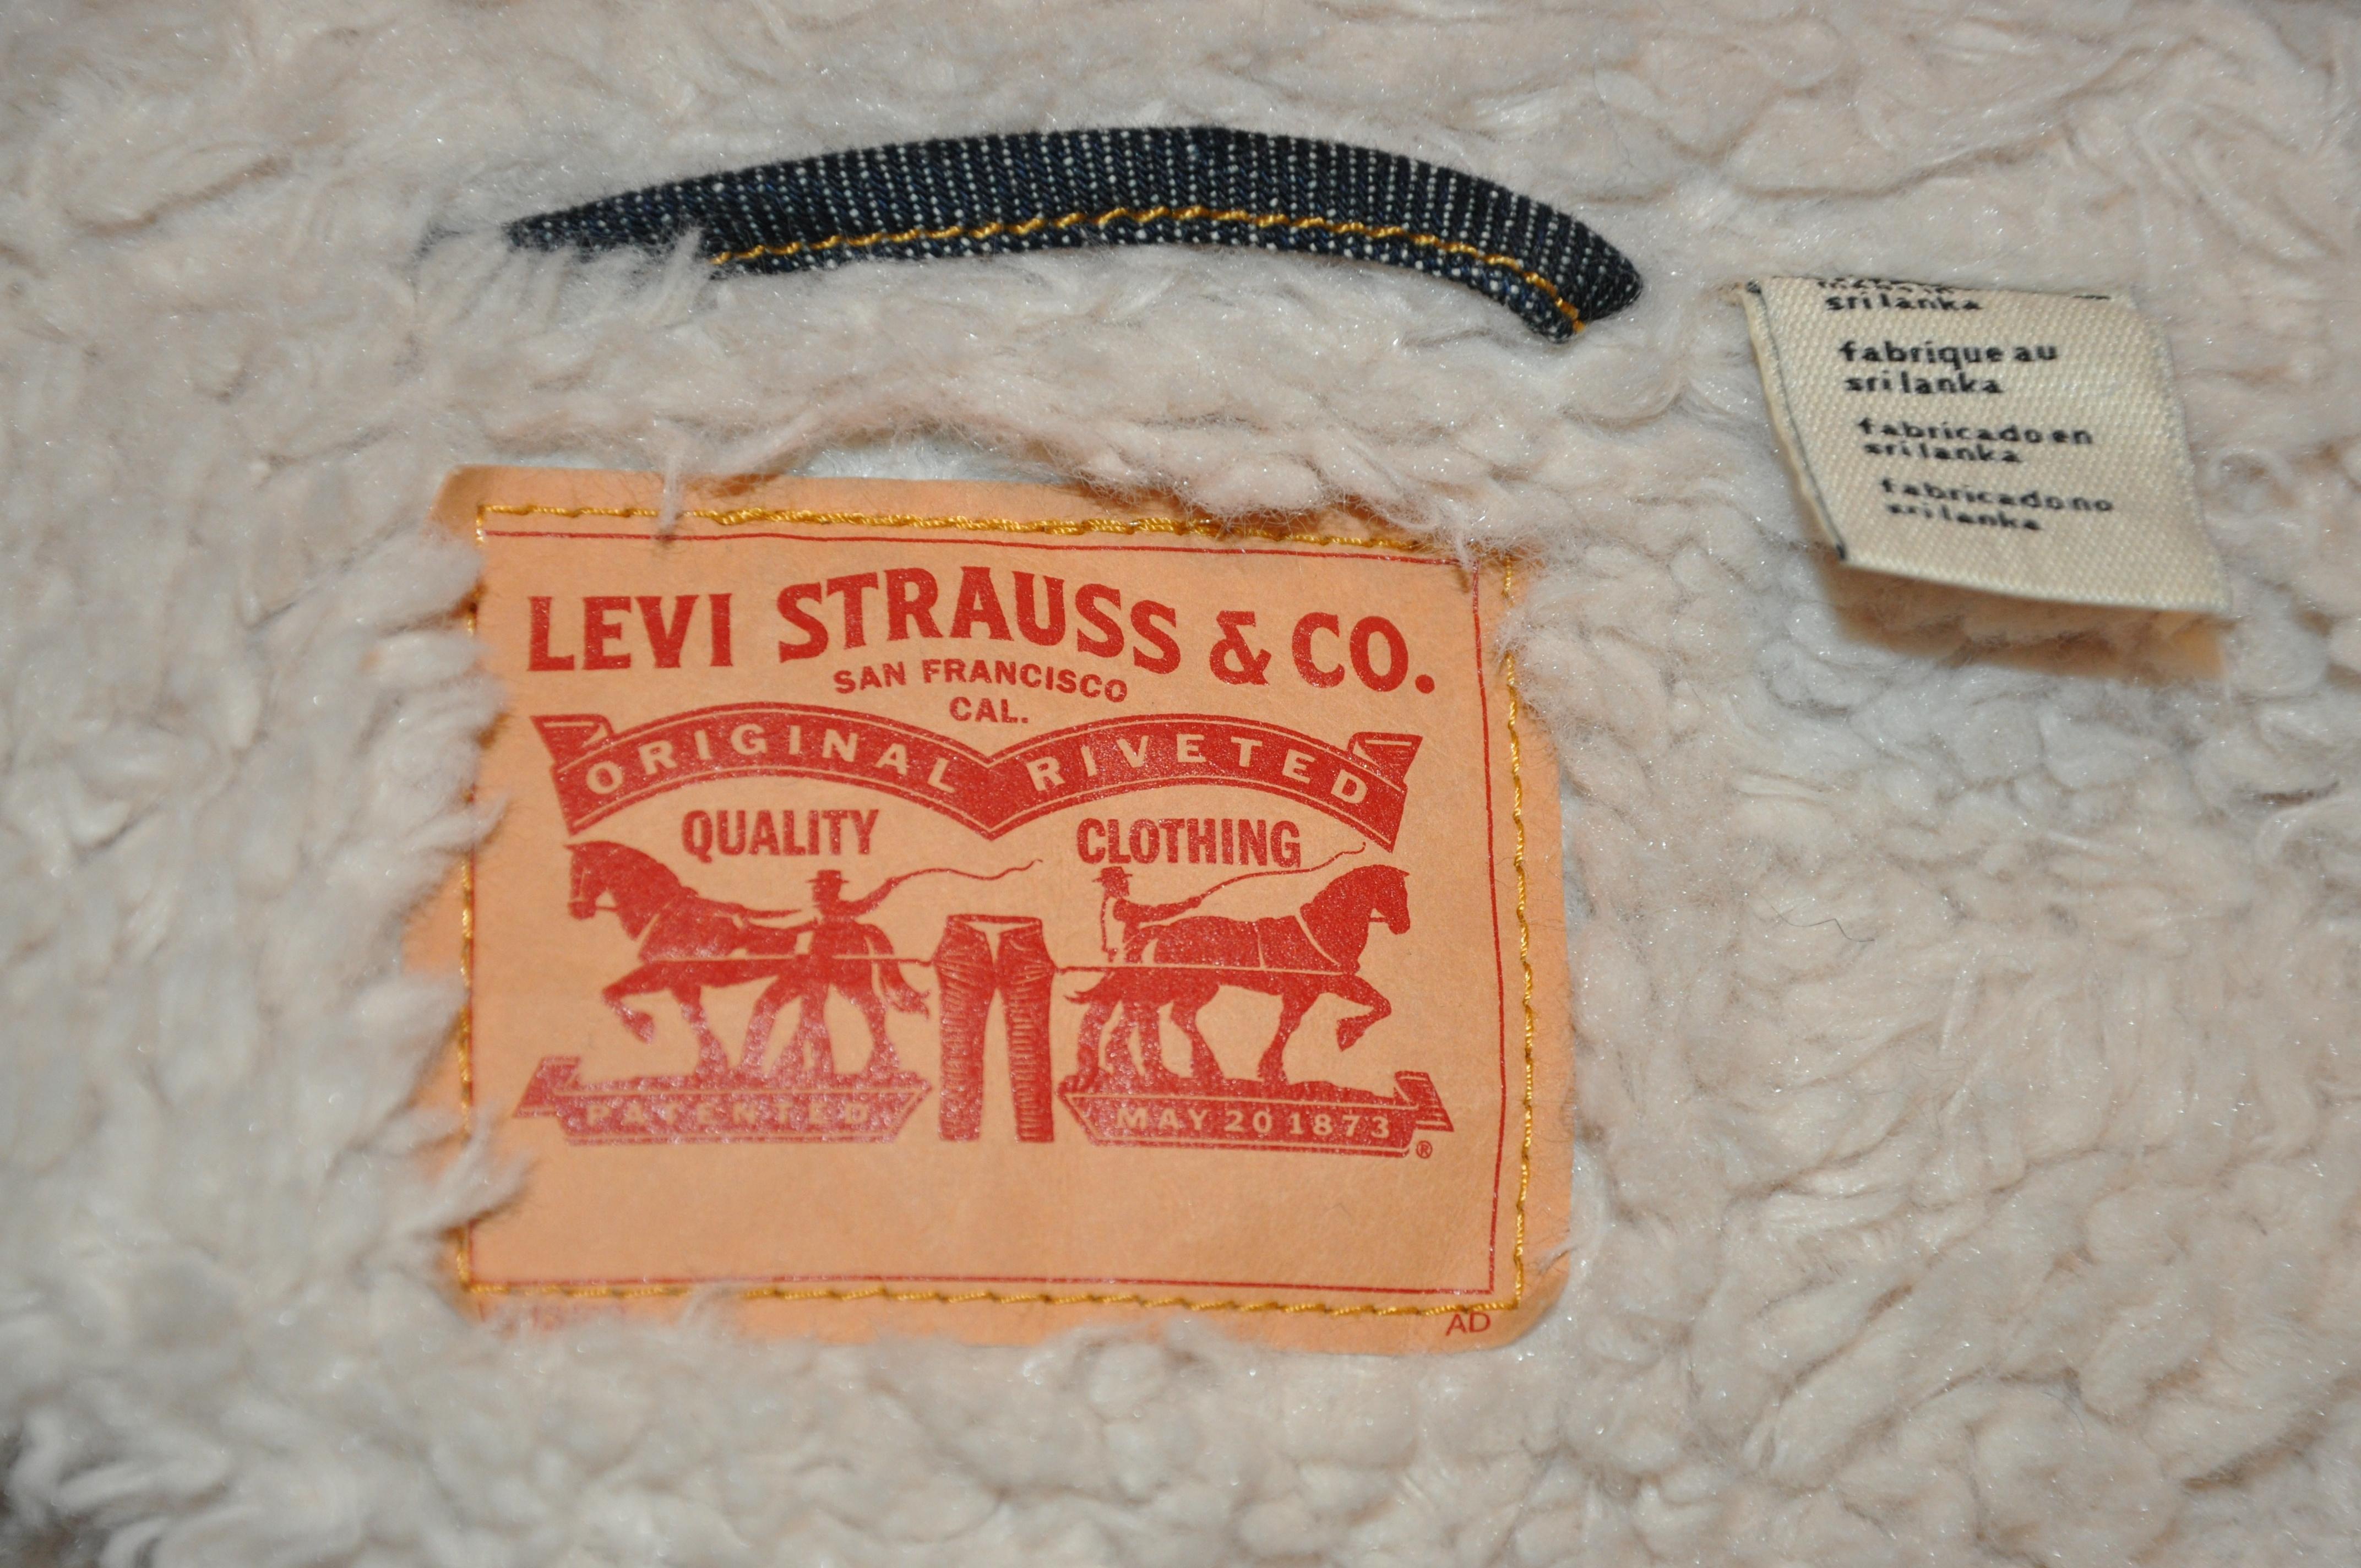 sri lanka
fabrique au
sri lanka
fabricado en
sri lanka
fabricado no
sri lanka
LEVI STRAUSS & CO.
SAN FRANCISCO
CAL.
ORIGINAL RIVETED
QUALITY CLOTHING
PATENTED MAY 20 1873
®
AD